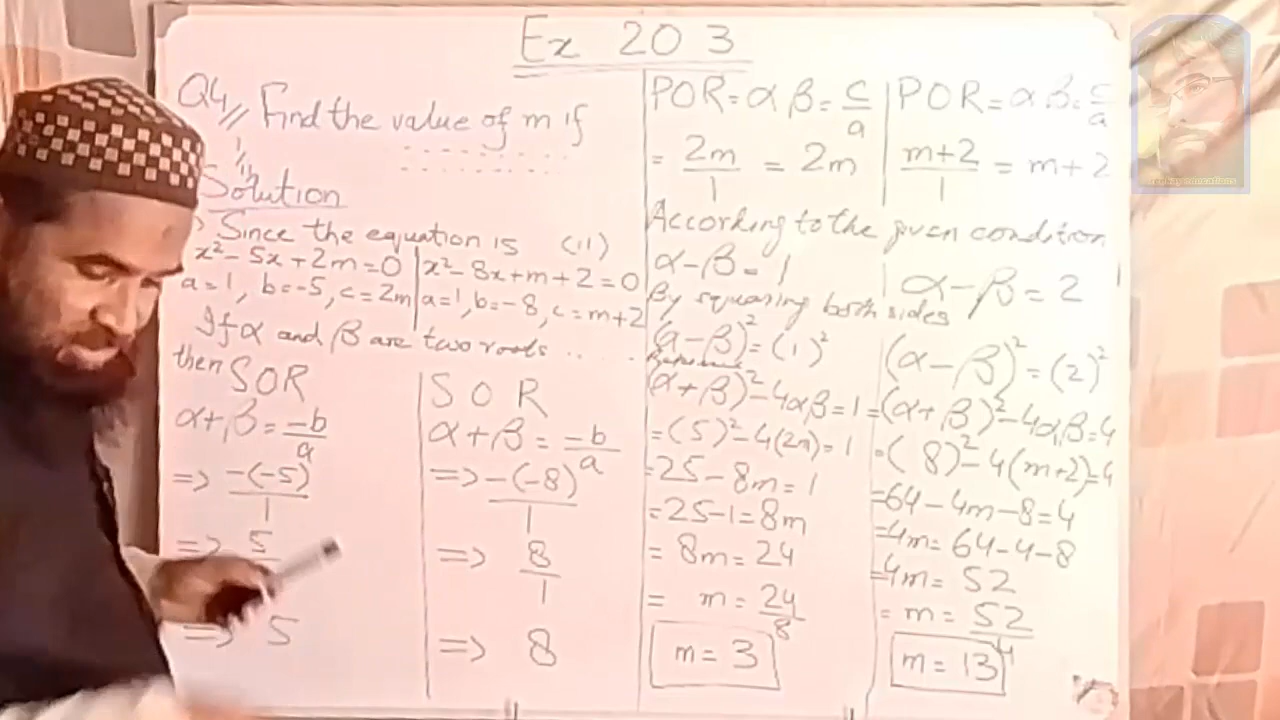 Ex 20 3
Q4 Find the value of m if
. . . . . . . . . .
. . . . . . . . . .
Solution
Since the equation is (ii)
x² - 5x + 2m = 0 | x² - 8x + m + 2 = 0
a = 1, b = -5, c = 2m | a = 1, b = -8, c = m + 2
If α and β are two roots ......
then SOR
α + β = -b/a
=> -(-5)/1
=> 5
=> 5
S O R
α + β = -b/a
=> -(-8)/1
=> 8/1
=> 8
POR = αβ = c/a
= 2m/1 = 2m
POR = αβ = c/a
m+2/1 = m + 2
According to the given condition
α - β = 1
α - β = 2
By squaring both sides
(α - β)² = (1)²
(α + β)² - 4αβ = 1
= (5)² - 4(2m) = 1
= 25 - 8m = 1
= 25 - 1 = 8m
= 8m = 24
= m = 24/8
m = 3
(α - β)² = (2)²
= (α + β)² - 4αβ = 4
= (8)² - 4(m+2) = 4
= 64 - 4m - 8 = 4
= 4m = 64 - 4 - 8
= 4m = 52
= m = 52/4
m = 13